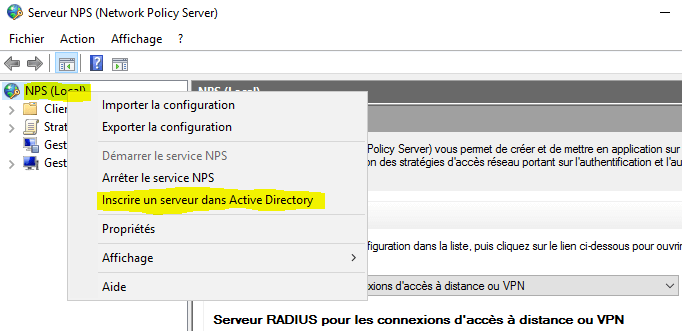 Serveur NPS (Network Policy Server)
Fichier Action Affichage ?
NPS (Local)
NPS (Local)
Clie
Strat
Gest
Gest
Importer la configuration
Exporter la configuration
Démarrer le service NPS
Arrêter le service NPS
Inscrire un serveur dans Active Directory
Propriétés
Affichage
Aide
Policy Server) vous permet de créer et de mettre en application sur
on des stratégies d'accès réseau portant sur l'authentification et l'au
figuration dans la liste, puis cliquez sur le lien ci-dessous pour ouvrir
exions d'accès à distance ou VPN
Serveur RADIUS pour les connexions d'accès à distance ou VPN